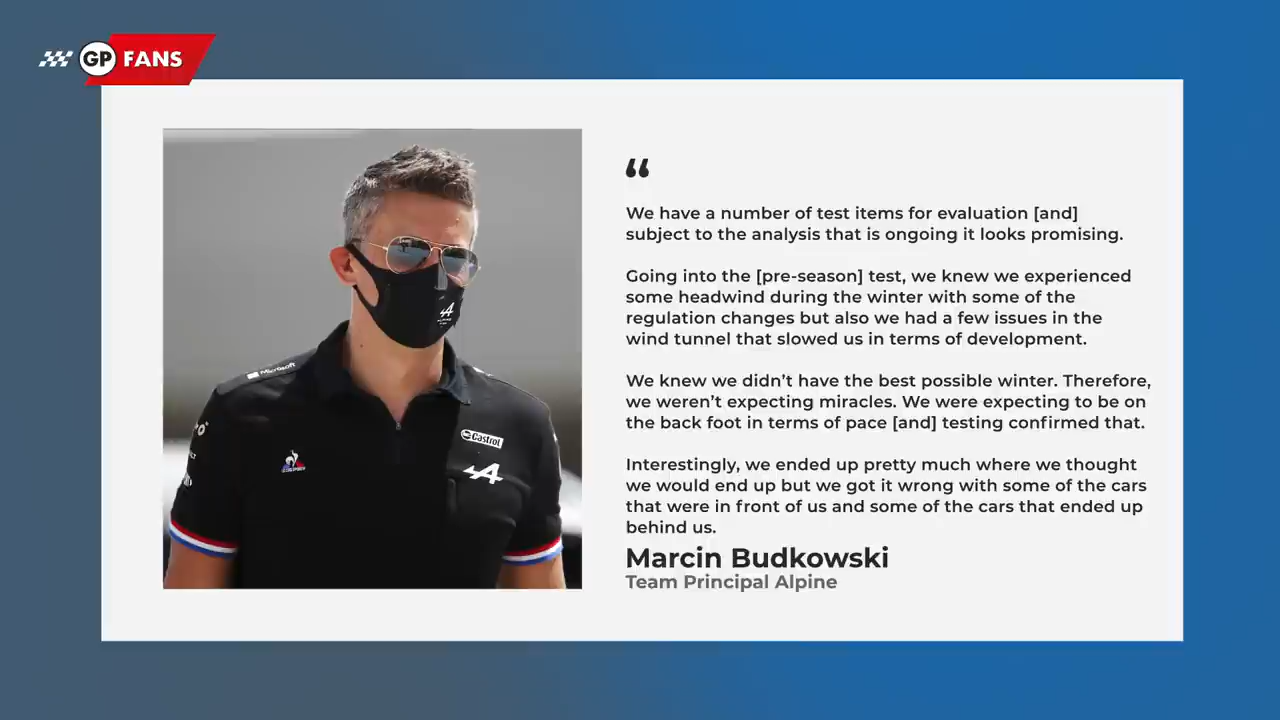 GP FANS
“
We have a number of test items for evaluation [and]
subject to the analysis that is ongoing it looks promising.
Going into the [pre-season] test, we knew we experienced
some headwind during the winter with some of the
regulation changes but also we had a few issues in the
wind tunnel that slowed us in terms of development.
We knew we didn’t have the best possible winter. Therefore,
we weren’t expecting miracles. We were expecting to be on
the back foot in terms of pace [and] testing confirmed that.
Interestingly, we ended up pretty much where we thought
we would end up but we got it wrong with some of the cars
that were in front of us and some of the cars that ended up
behind us.
Marcin Budkowski
Team Principal Alpine
Microsoft
Castrol